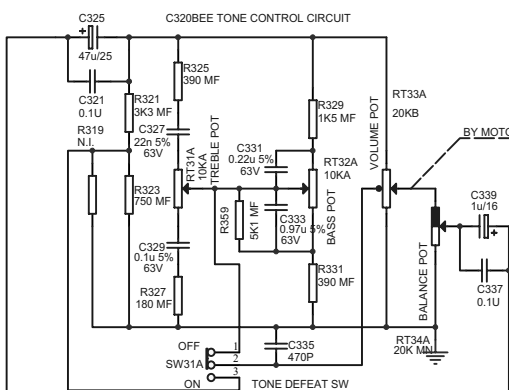 C325
C320BEE TONE CONTROL CIRCUIT
+
47u/25
C321
0.1U
R319
N.I.
R321
3K3 MF
R323
750 MF
R325
390 MF
C327
22n 5%
63V
RT31A
10KA
TREBLE POT
C329
0.1u 5%
63V
R327
180 MF
R329
1K5 MF
C331
0.22u 5%
63V
RT32A
10KA
BASS POT
R359
5K1 MF
C333
0.97u 5%
63V
R331
390 MF
RT33A
20KB
VOLUME POT
BY MOTO
C339
1u/16
+
C337
0.1U
BALANCE POT
RT34A
20K MN
C335
470P
OFF
1
SW31A
2
3
ON
TONE DEFEAT SW